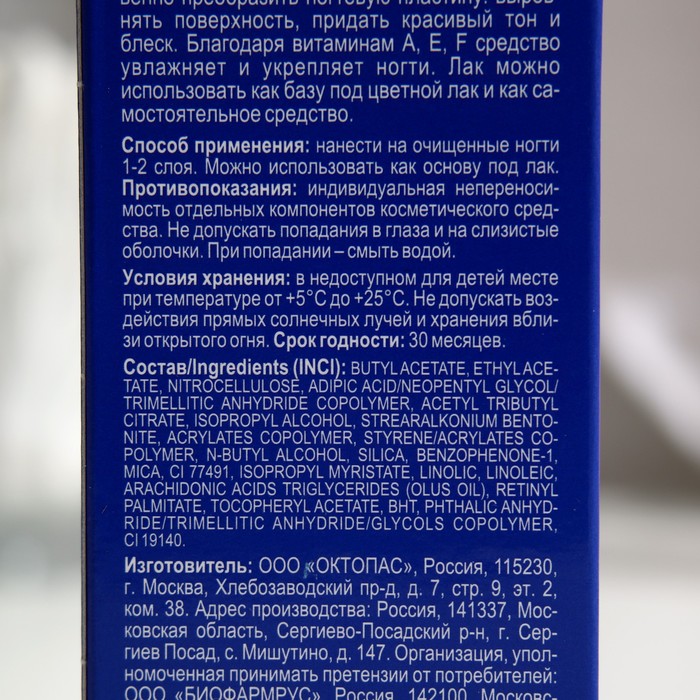 венно преобразить ногтевую пластину: выров-
нять поверхность, придать красивый тон и
блеск. Благодаря витаминам А, Е, F средство
увлажняет и укрепляет ногти. Лак можно
использовать как базу под цветной лак и как са-
мостоятельное средство.
Способ применения: нанести на очищенные ногти
1-2 слоя. Можно использовать как основу под лак.
Противопоказания: индивидуальная непереноси-
мость отдельных компонентов косметического сред-
ства. Не допускать попадания в глаза и на слизистые
оболочки. При попадании – смыть водой.
Условия хранения: в недоступном для детей месте
при температуре от +5°С до +25°С. Не допускать воз-
действия прямых солнечных лучей и хранения вбли-
зи открытого огня. Срок годности: 30 месяцев.
Состав/Ingredients (INCI): BUTYL ACETATE, ETHYL ACE-
TATE, NITROCELLULOSE, ADIPIC ACID/NEOPENTYL GLYCOL/
TRIMELLITIC ANHYDRIDE COPOLYMER, ACETYL TRIBUTYL
CITRATE, ISOPROPYL ALCOHOL, STREARALKONIUM BENTO-
NITE, ACRYLATES COPOLYMER, STYRENE/ACRYLATES CO-
POLYMER, N-BUTYL ALCOHOL, SILICA, BENZOPHENONE-1,
MICA, CI 77491, ISOPROPYL MYRISTATE, LINOLIC, LINOLEIC,
ARACHIDONIC ACIDS TRIGLYCERIDES (OLUS OIL), RETINYL
PALMITATE, TOCOPHERYL ACETATE, BHT, PHTHALIC ANHYD-
RIDE/TRIMELLITIC ANHYDRIDE/GLYCOLS COPOLYMER,
CI 19140.
Изготовитель: ООО «ОКТОПАС», Россия, 115230,
г. Москва, Хлебозаводский пр-д, д. 7, стр. 9, эт. 2,
ком. 38. Адрес производства: Россия, 141337, Мос-
ковская область, Сергиево-Посадский р-н, г. Сер-
гиев Посад, с. Мишутино, д. 147. Организация, упол-
номоченная принимать претензии от потребителей:
ООО «БИОФАРМРУС», Россия, 142100, Московс-